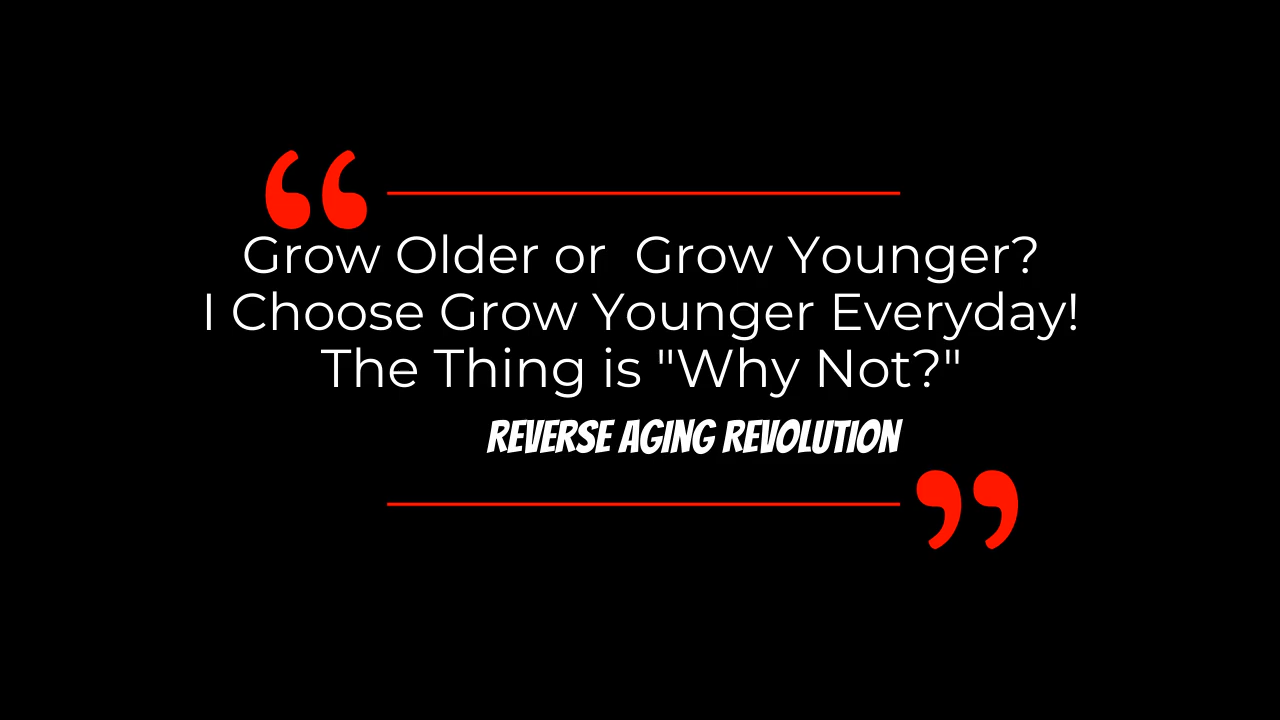 Grow Older or  Grow Younger?
I Choose Grow Younger Everyday!
The Thing is "Why Not?"
REVERSE AGING REVOLUTION